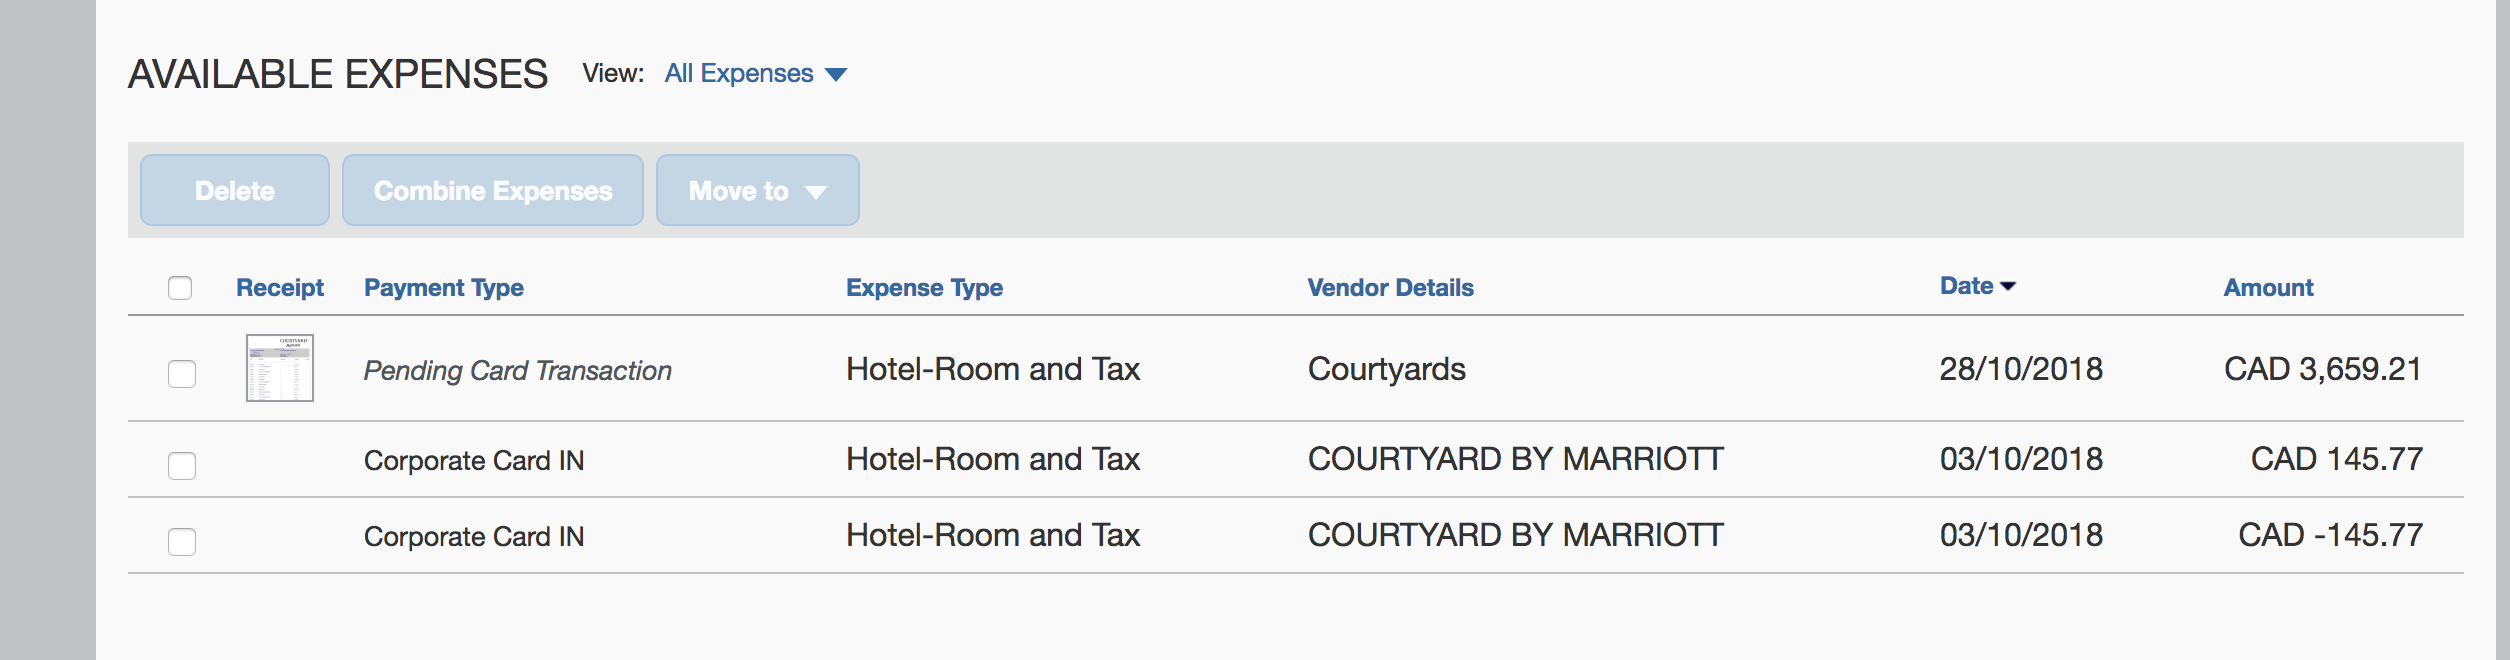 AVAILABLE EXPENSES View: All Expenses
Delete Combine Expenses Move to
Receipt Payment Type Expense Type Vendor Details Date Amount
COURTYARD
Pending Card Transaction Hotel-Room and Tax Courtyards 28/10/2018 CAD 3,659.21
Corporate Card IN Hotel-Room and Tax COURTYARD BY MARRIOTT 03/10/2018 CAD 145.77
Corporate Card IN Hotel-Room and Tax COURTYARD BY MARRIOTT 03/10/2018 CAD -145.77